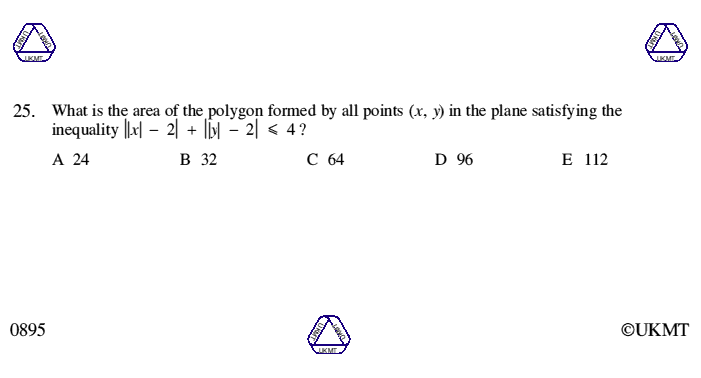 UKMT UKMT UKMT
UKMT UKMT UKMT
25. What is the area of the polygon formed by all points (x, y) in the plane satisfying the
inequality ||x| − 2| + ||y| − 2| ⩽ 4?
A 24 B 32 C 64 D 96 E 112
0895
UKMT UKMT UKMT
©UKMT